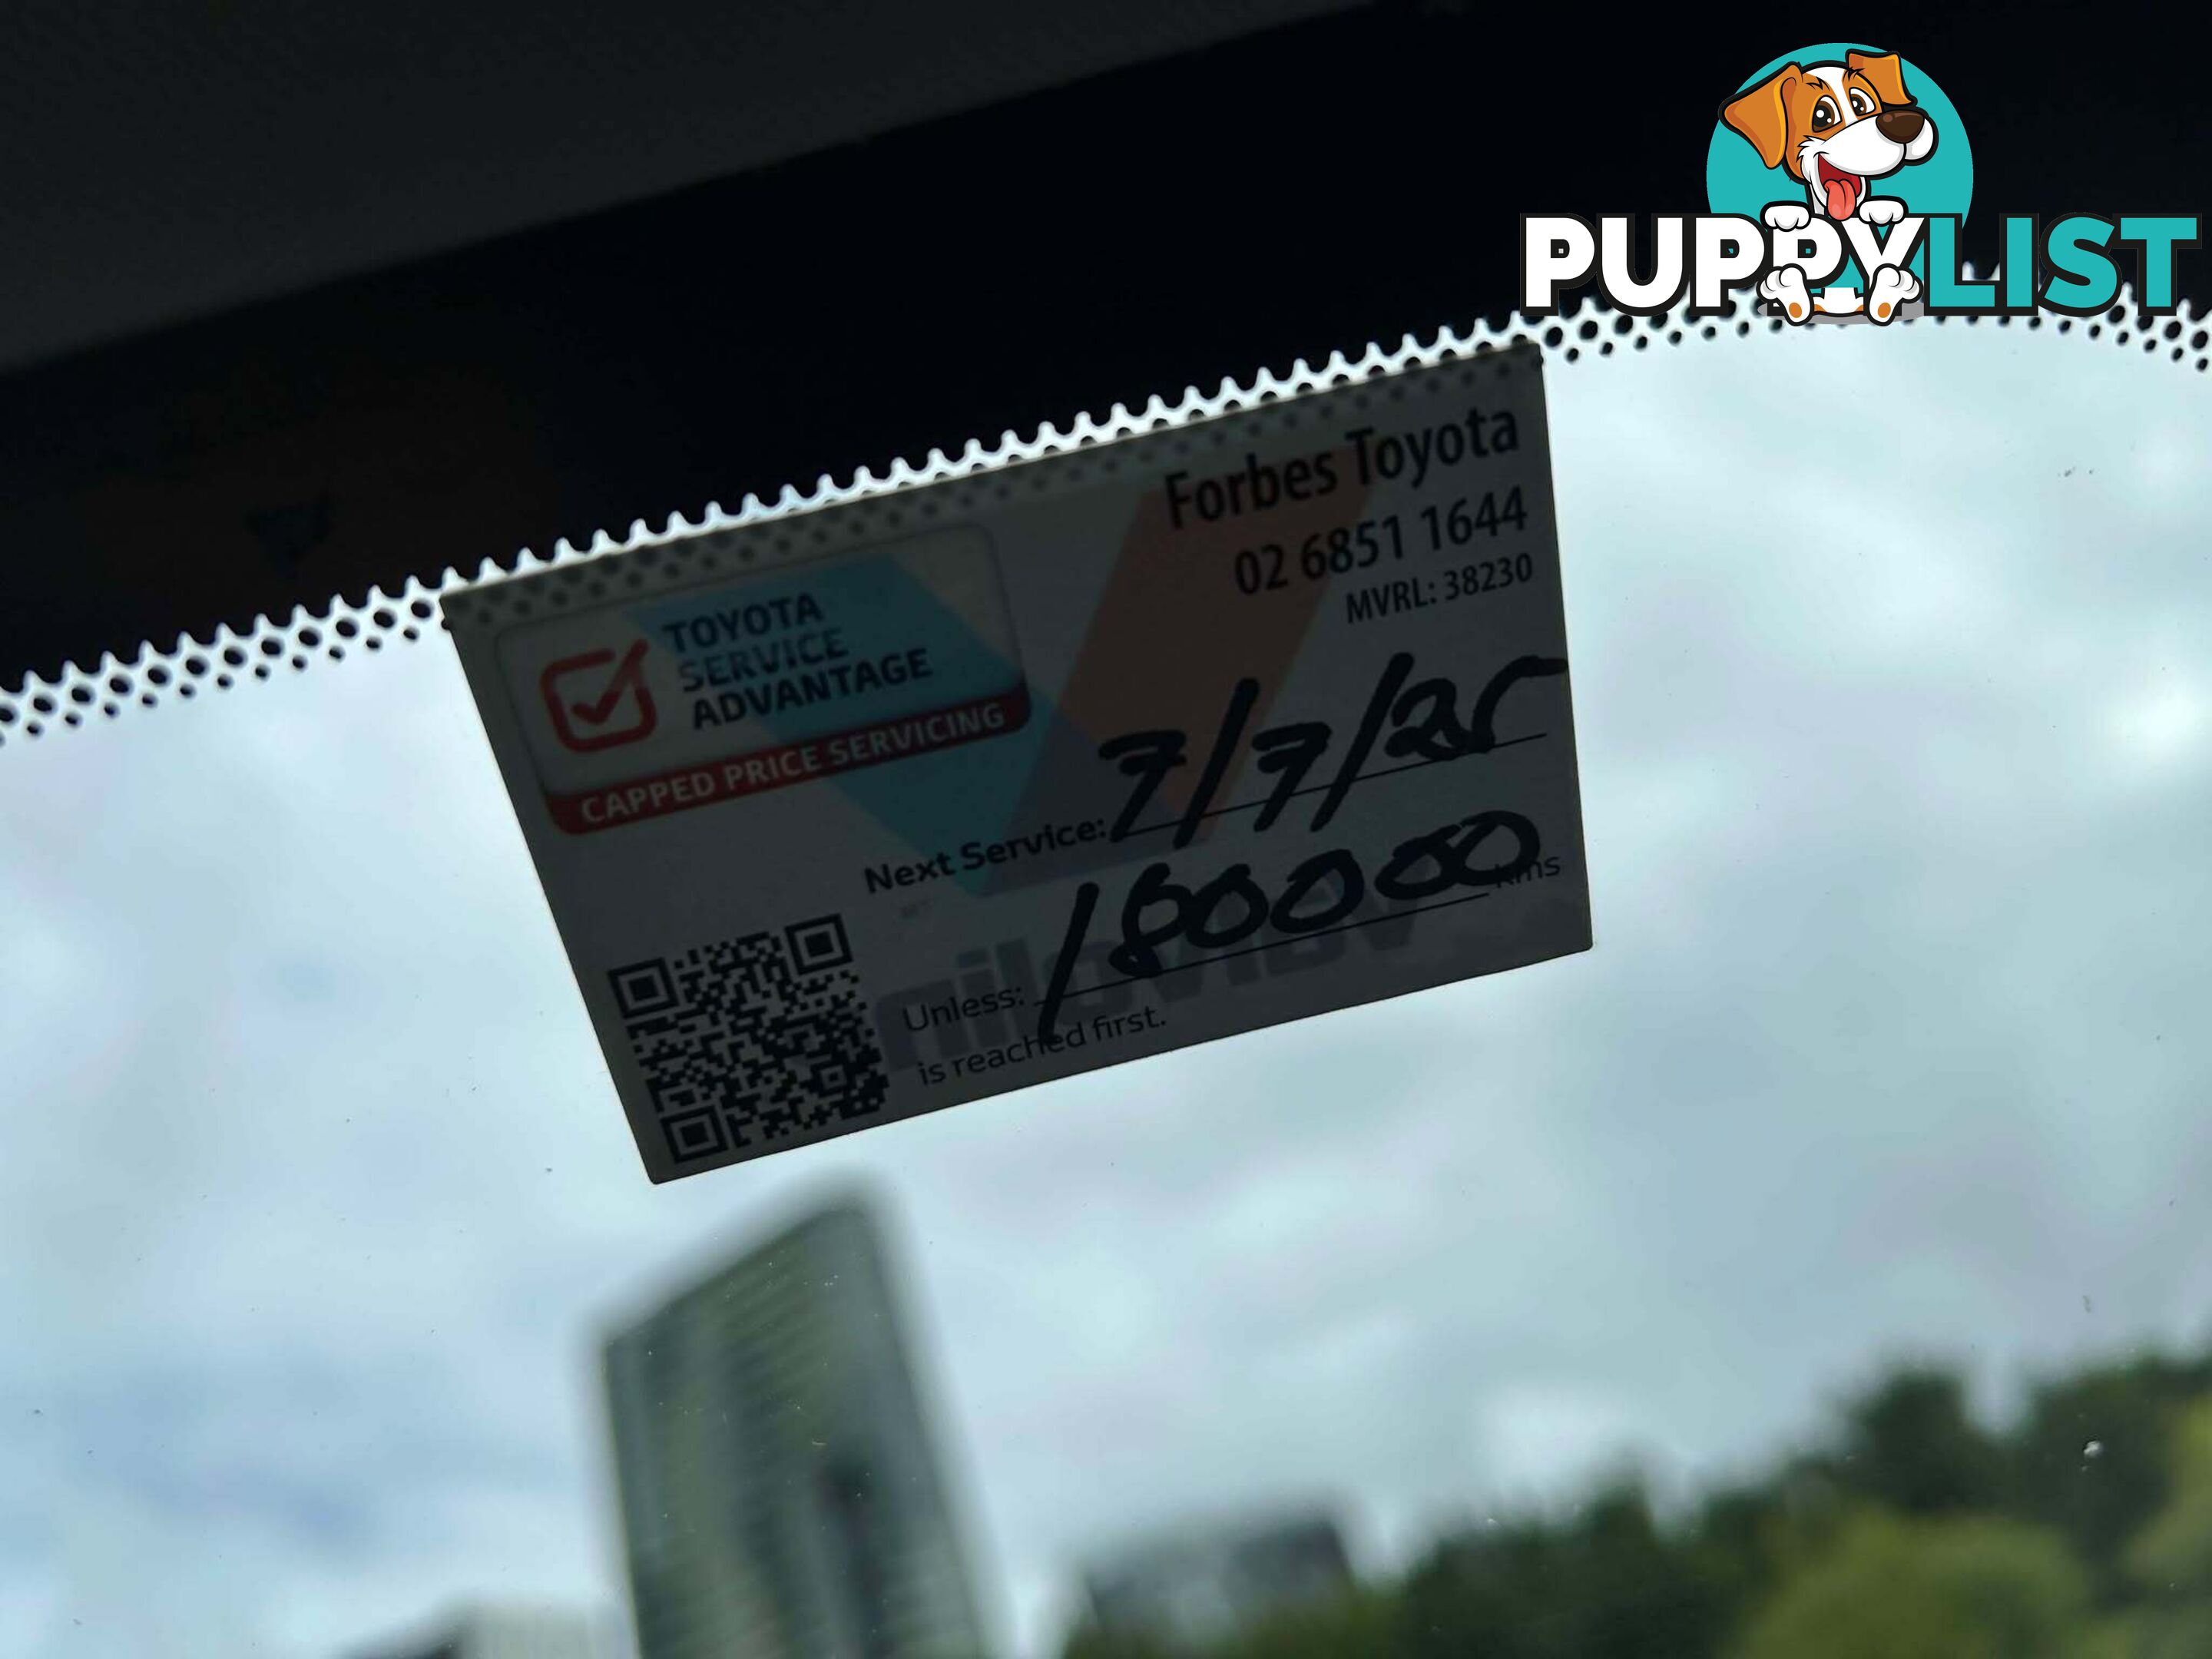 PUPPYLIST
Forbes Toyota
02 6851 1644
MVRL: 38230
TOYOTA
SERVICE
ADVANTAGE
CAPPED PRICE SERVICING
Next Service: 7/7/25
Unless: 180000 kms
is reached first.